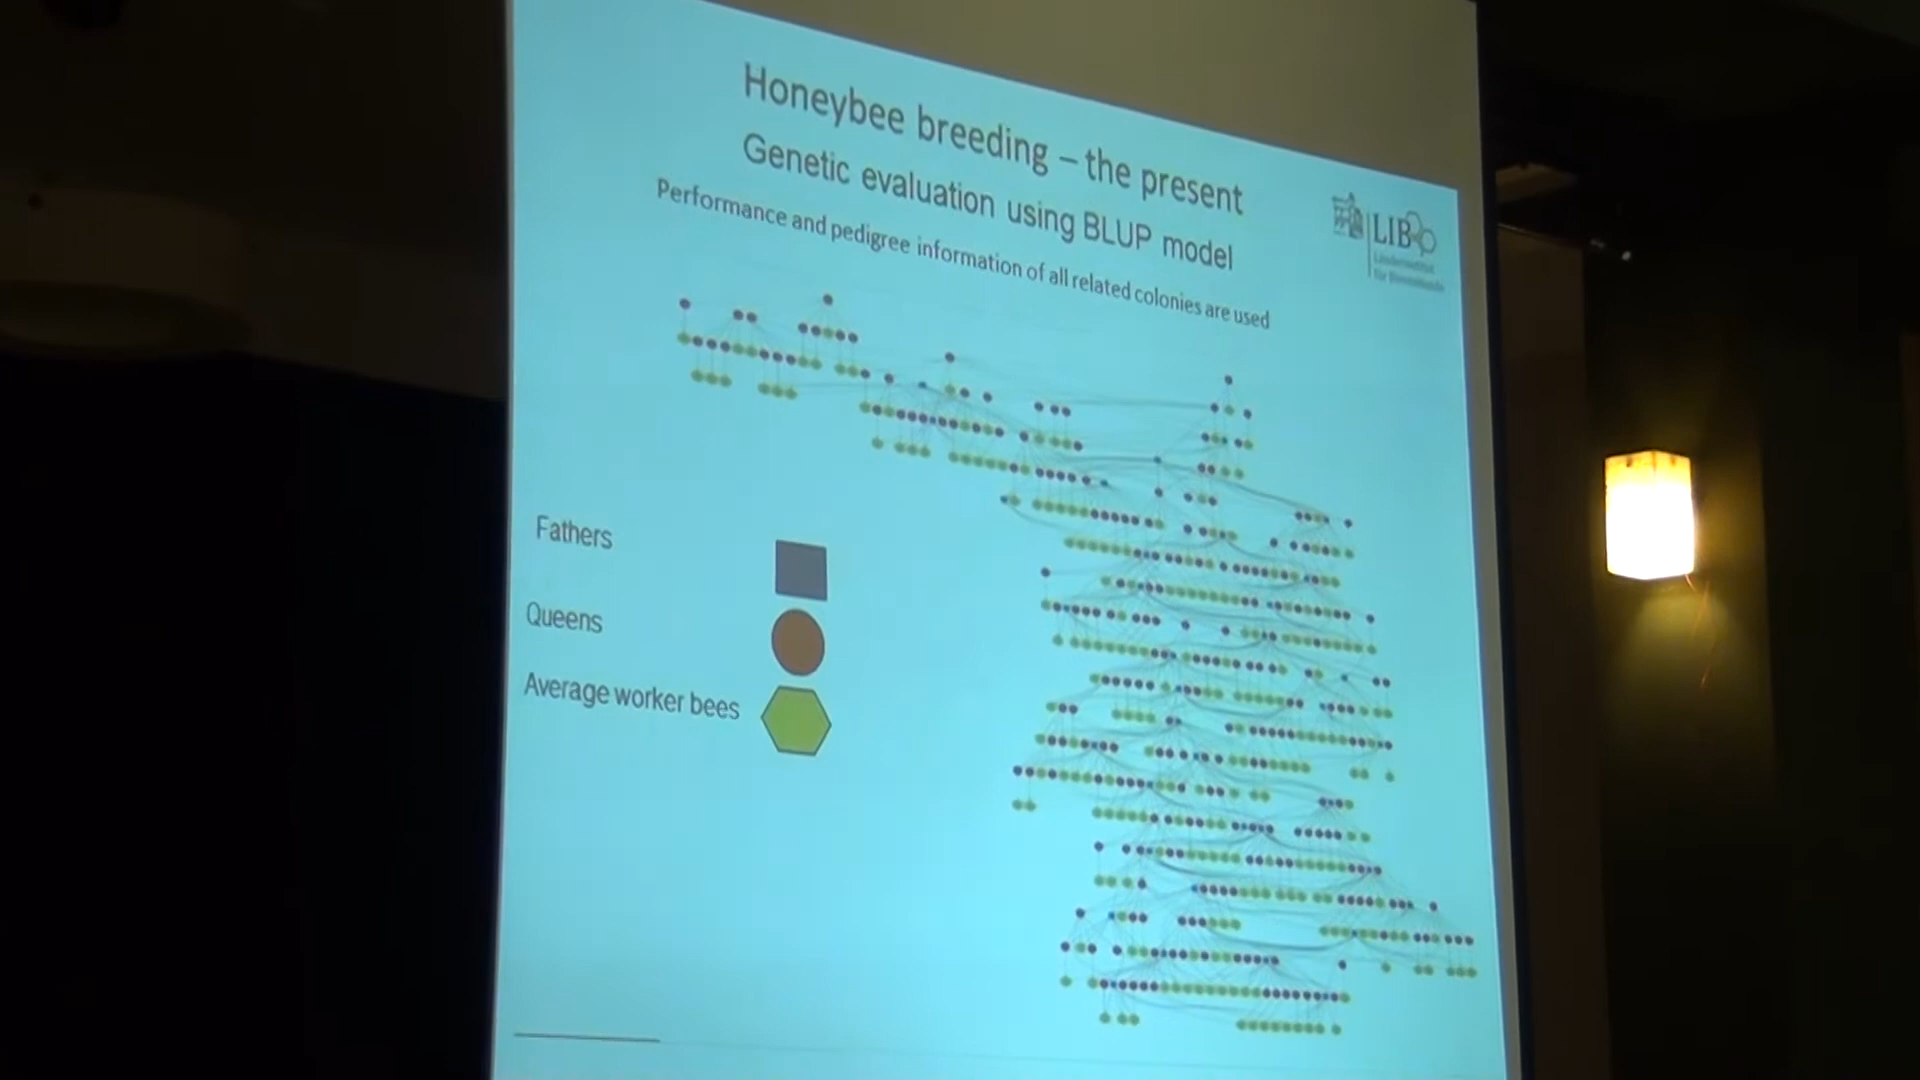 Honeybee breeding – the present
Genetic evaluation using BLUP model
Performance and pedigree information of all related colonies are used
LIB
Länderinstitut
für Bienenkunde
Fathers
Queens
Average worker bees